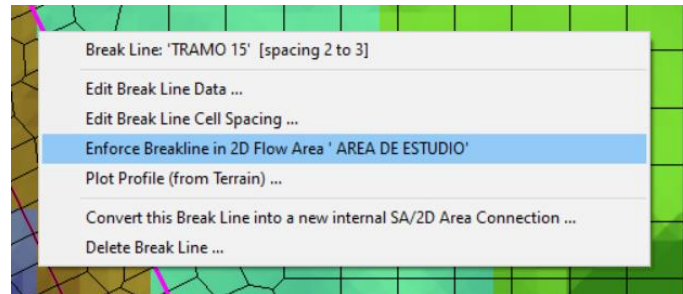 Break Line: 'TRAMO 15' [spacing 2 to 3]
Edit Break Line Data ...
Edit Break Line Cell Spacing ...
Enforce Breakline in 2D Flow Area ' AREA DE ESTUDIO'
Plot Profile (from Terrain) ...
Convert this Break Line into a new internal SA/2D Area Connection ...
Delete Break Line ...